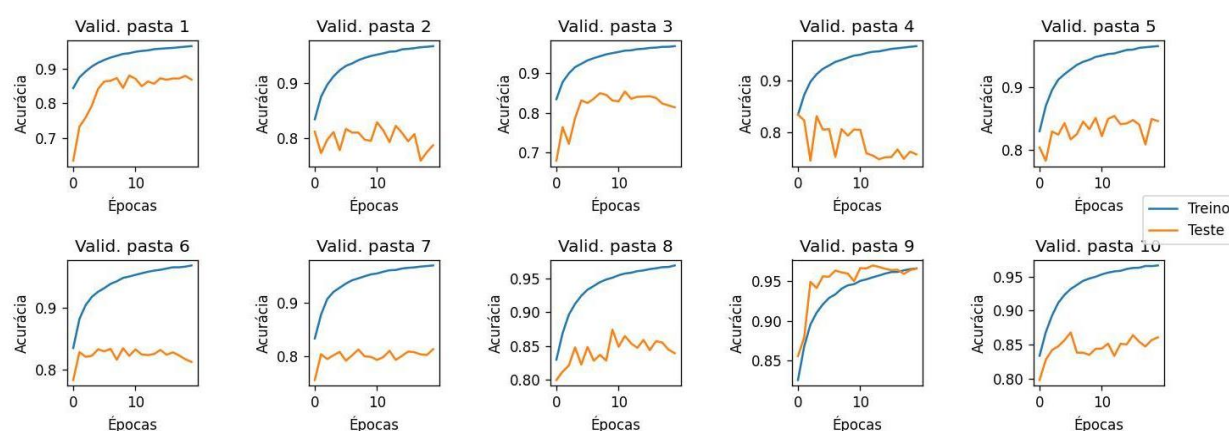 Valid. pasta 1
Acurácia
0.9
0.8
0.7
0
10
Épocas
Valid. pasta 2
Acurácia
0.9
0.8
0
10
Épocas
Valid. pasta 3
Acurácia
0.9
0.8
0.7
0
10
Épocas
Valid. pasta 4
Acurácia
0.9
0.8
0
10
Épocas
Valid. pasta 5
Acurácia
0.9
0.8
0
10
Épocas
Treino
Teste
Valid. pasta 6
Acurácia
0.9
0.8
0
10
Épocas
Valid. pasta 7
Acurácia
0.9
0.8
0
10
Épocas
Valid. pasta 8
Acurácia
0.95
0.90
0.85
0.80
0
10
Épocas
Valid. pasta 9
Acurácia
0.95
0.90
0.85
0
10
Épocas
Valid. pasta 10
Acurácia
0.95
0.90
0.85
0.80
0
10
Épocas